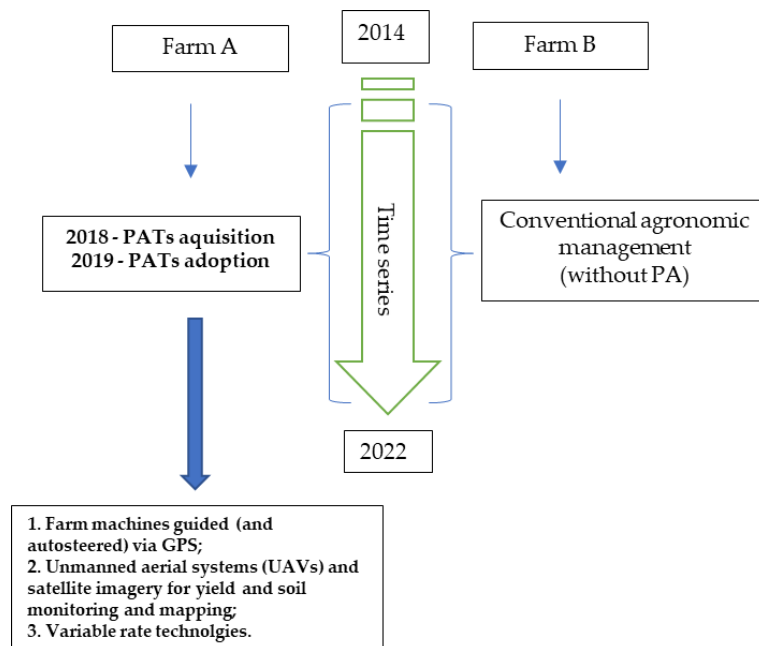 Farm A
2014
Farm B
2018 - PATs aquisition
2019 - PATs adoption
Time series
Conventional agronomic
management
(without PA)
2022
1. Farm machines guided (and
autosteered) via GPS;
2. Unmanned aerial systems (UAVs) and
satellite imagery for yield and soil
monitoring and mapping;
3. Variable rate technolgies.